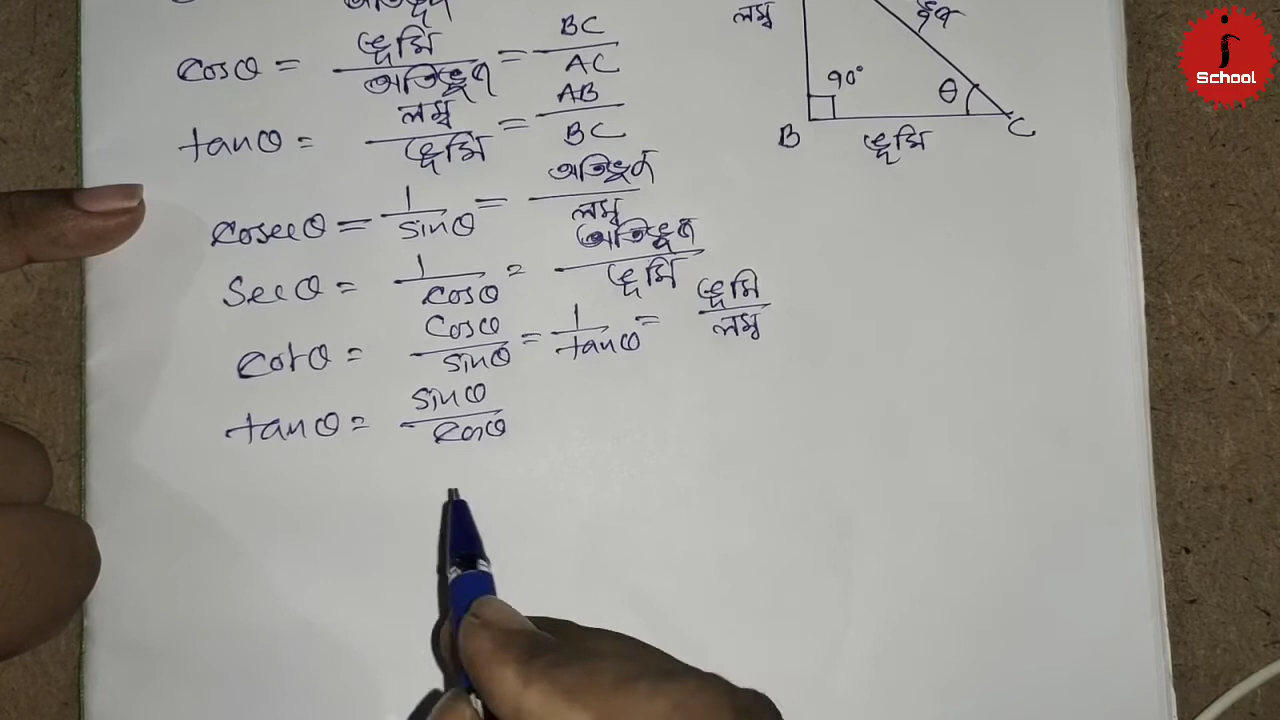 অতিভুজ
cosθ = ভূমি/অতিভুজ = BC/AC
tanθ = লম্ব/ভূমি = AB/BC
cosecθ = 1/sinθ = অতিভুজ/লম্ব
secθ = 1/cosθ = অতিভুজ/ভূমি
cotθ = cosθ/sinθ = 1/tanθ = ভূমি/লম্ব
tanθ = sinθ/cosθ
লম্ব
90°
θ
B
ভূমি
C
i
School